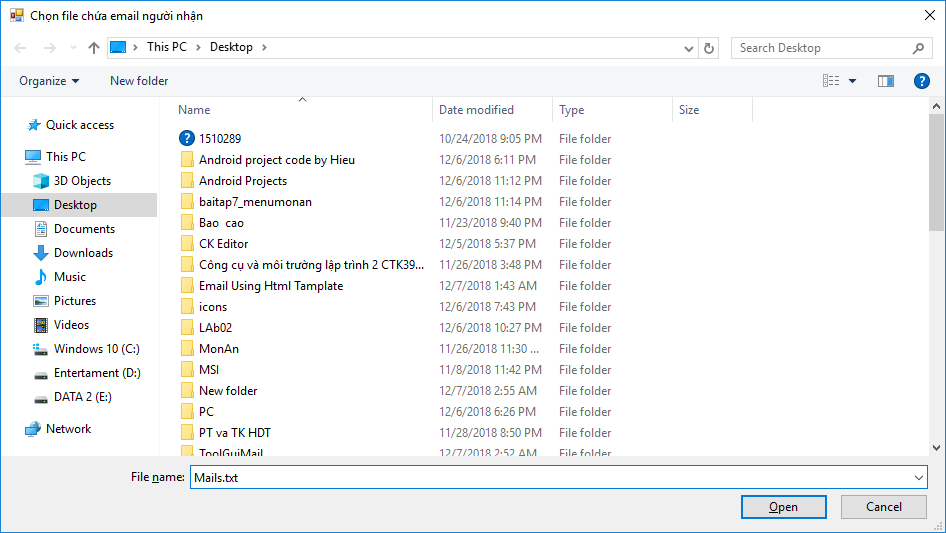 Chọn file chứa email người nhận
This PC > Desktop >
Search Desktop
Organize
New folder
Name
Date modified
Type
Size
Quick access
This PC
3D Objects
Desktop
Documents
Downloads
Music
Pictures
Videos
Windows 10 (C:)
Entertament (D:)
DATA 2 (E:)
Network
1510289 10/24/2018 9:05 PM File folder
Android project code by Hieu 12/6/2018 6:11 PM File folder
Android Projects 12/6/2018 11:12 PM File folder
baitap7_menumonan 12/6/2018 11:14 PM File folder
Bao cao 11/23/2018 9:40 PM File folder
CK Editor 12/5/2018 5:37 PM File folder
Công cụ và môi trường lập trình 2 CTK39... 11/26/2018 3:48 PM File folder
Email Using Html Tamplate 12/7/2018 1:43 AM File folder
icons 12/6/2018 7:43 PM File folder
LAb02 12/6/2018 10:27 PM File folder
MonAn 11/26/2018 11:30 ... File folder
MSI 11/8/2018 11:42 PM File folder
New folder 12/7/2018 2:55 AM File folder
PC 12/6/2018 6:26 PM File folder
PT va TK HDT 11/28/2018 8:50 PM File folder
ToolGuiMail 12/7/2018 2:52 AM File folder
File name: Mails.txt
Open
Cancel